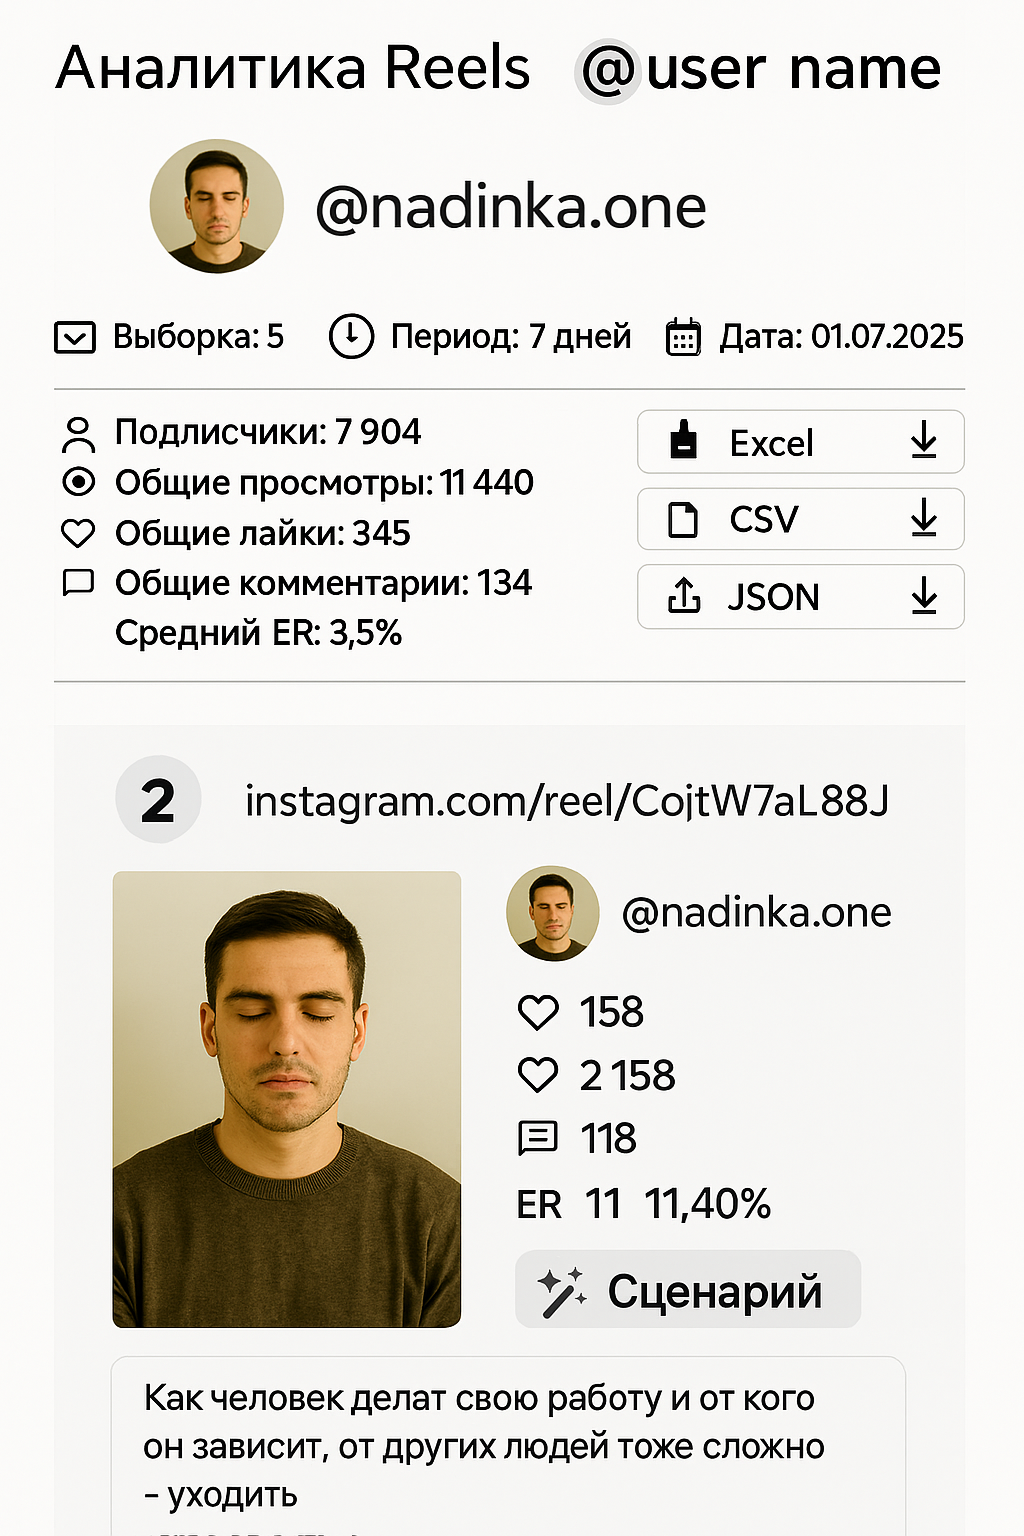 Аналитика Reels @user name
@nadinka.one
Выборка: 5 Период: 7 дней Дата: 01.07.2025
Подлисчики: 7 904
Общие просмотры: 11 440
Общие лайки: 345
Общие комментарии: 134
Средний ER: 3,5%
Excel
CSV
JSON
2 instagram.com/reel/CojtW7aL88J
@nadinka.one
158
2 158
118
ER 11 11,40%
Сценарий
Как человек делат свою работу и от кого
он зависит, от других людей тоже сложно
– уходить